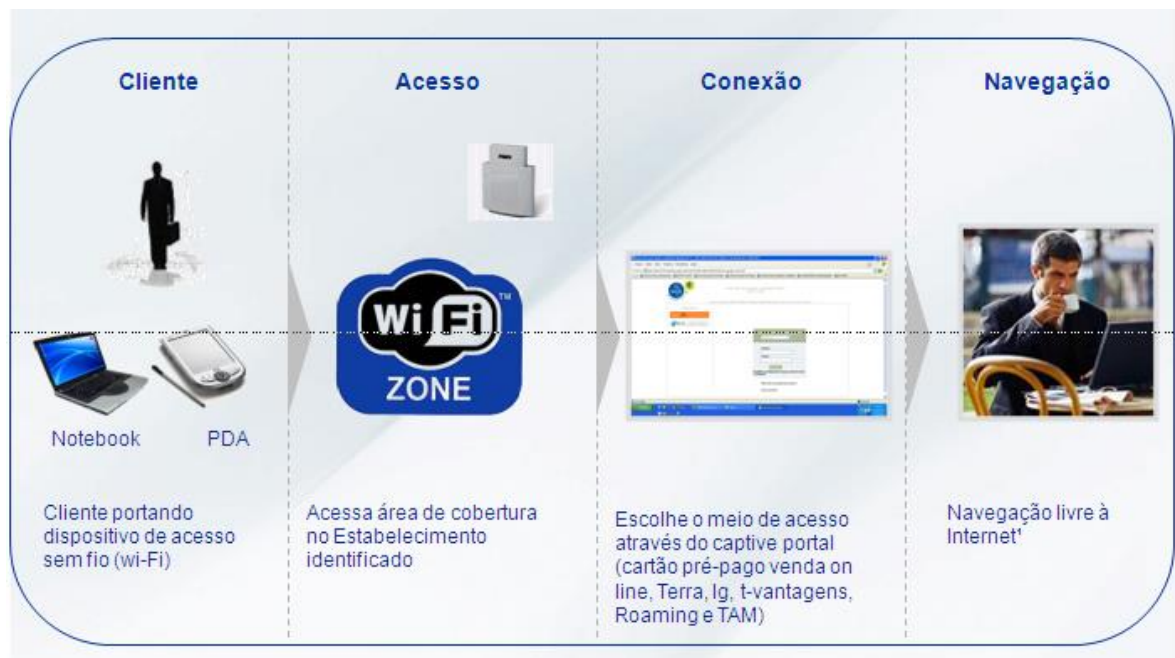 Cliente
Acesso
Conexão
Navegação
Wi Fi
TM
ZONE
Notebook
PDA
Cliente portando
dispositivo de acesso
sem fio (wi-Fi)
Acessa área de cobertura
no Estabelecimento
identificado
Escolhe o meio de acesso
através do captive portal
(cartão pré-pago venda on
line, Terra, Ig, t-vantagens,
Roaming e TAM)
Navegação livre à
Internet¹